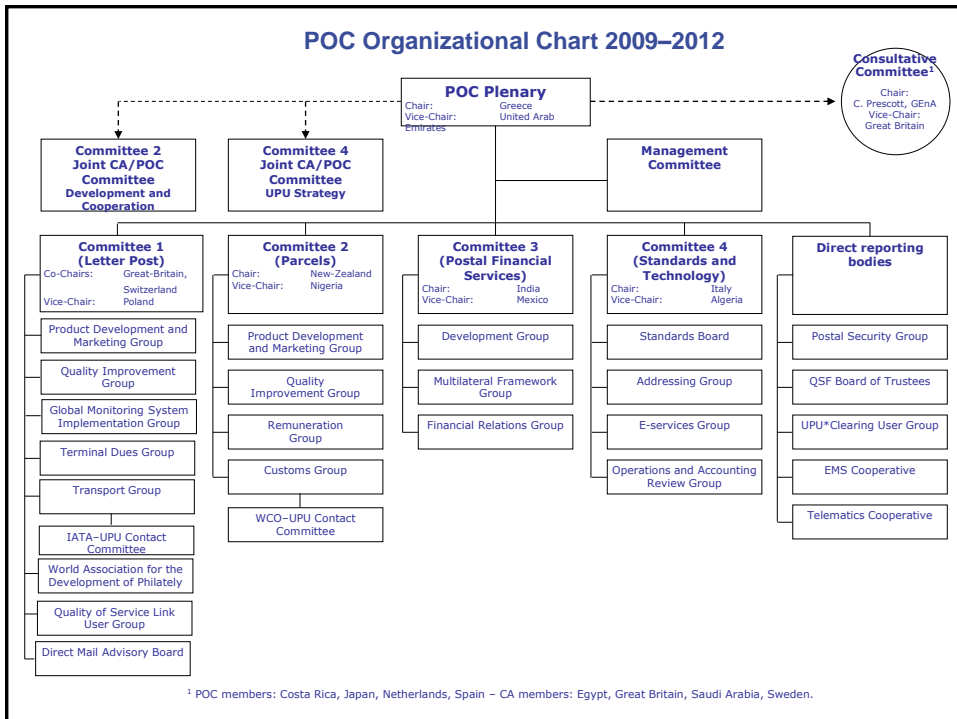 POC Organizational Chart 2009–2012
Consultative
Committee¹
Chair:
C. Prescott, GEnA
Vice-Chair:
Great Britain
POC Plenary
Chair: Greece
Vice-Chair: United Arab
Emirates
Committee 2
Joint CA/POC
Committee
Development and
Cooperation
Committee 4
Joint CA/POC
Committee
UPU Strategy
Management
Committee
Committee 1
(Letter Post)
Co-Chairs: Great-Britain,
Switzerland
Vice-Chair: Poland
Product Development and
Marketing Group
Quality Improvement
Group
Global Monitoring System
Implementation Group
Terminal Dues Group
Transport Group
IATA–UPU Contact
Committee
World Association for the
Development of Philately
Quality of Service Link
User Group
Direct Mail Advisory Board
Committee 2
(Parcels)
Chair: New-Zealand
Vice-Chair: Nigeria
Product Development
and Marketing Group
Quality
Improvement Group
Remuneration
Group
Customs Group
WCO–UPU Contact
Committee
Committee 3
(Postal Financial
Services)
Chair: India
Vice-Chair: Mexico
Development Group
Multilateral Framework
Group
Financial Relations Group
Committee 4
(Standards and
Technology)
Chair: Italy
Vice-Chair: Algeria
Standards Board
Addressing Group
E-services Group
Operations and Accounting
Review Group
Direct reporting
bodies
Postal Security Group
QSF Board of Trustees
UPU*Clearing User Group
EMS Cooperative
Telematics Cooperative
¹ POC members: Costa Rica, Japan, Netherlands, Spain – CA members: Egypt, Great Britain, Saudi Arabia, Sweden.